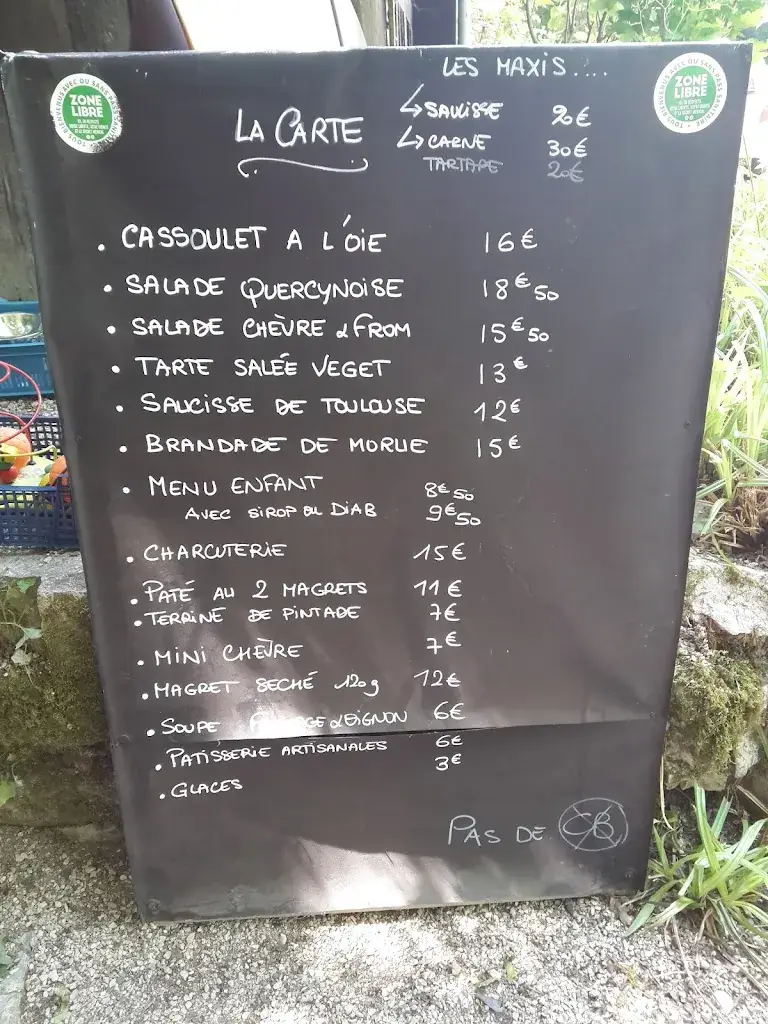 LES MAXIS....
↳ SAUCISSE 20€
↳ CARNE 30€
TARTARE 20€
LA CARTE
ZONE LIBRE
ZONE LIBRE
. CASSOULET A L'OIE 16€
. SALADE QUERCYNOISE 18€50
. SALADE CHÈVRE & FROM 15€50
. TARTE SALÉE VEGET 13€
. SAUCISSE DE TOULOUSE 12€
. BRANDADE DE MORUE 15€
. MENU ENFANT 8€50
AVEC SIROP OU DIAB 9€50
. CHARCUTERIE 15€
. PATÉ AU 2 MAGRETS 11€
. TERRINE DE PINTADE 7€
. MINI CHÈVRE 7€
. MAGRET SECHÉ 120g 12€
. SOUPE 6€
. PATISSERIE ARTISANALES 6€
3€
. GLACES
PAS DE CB